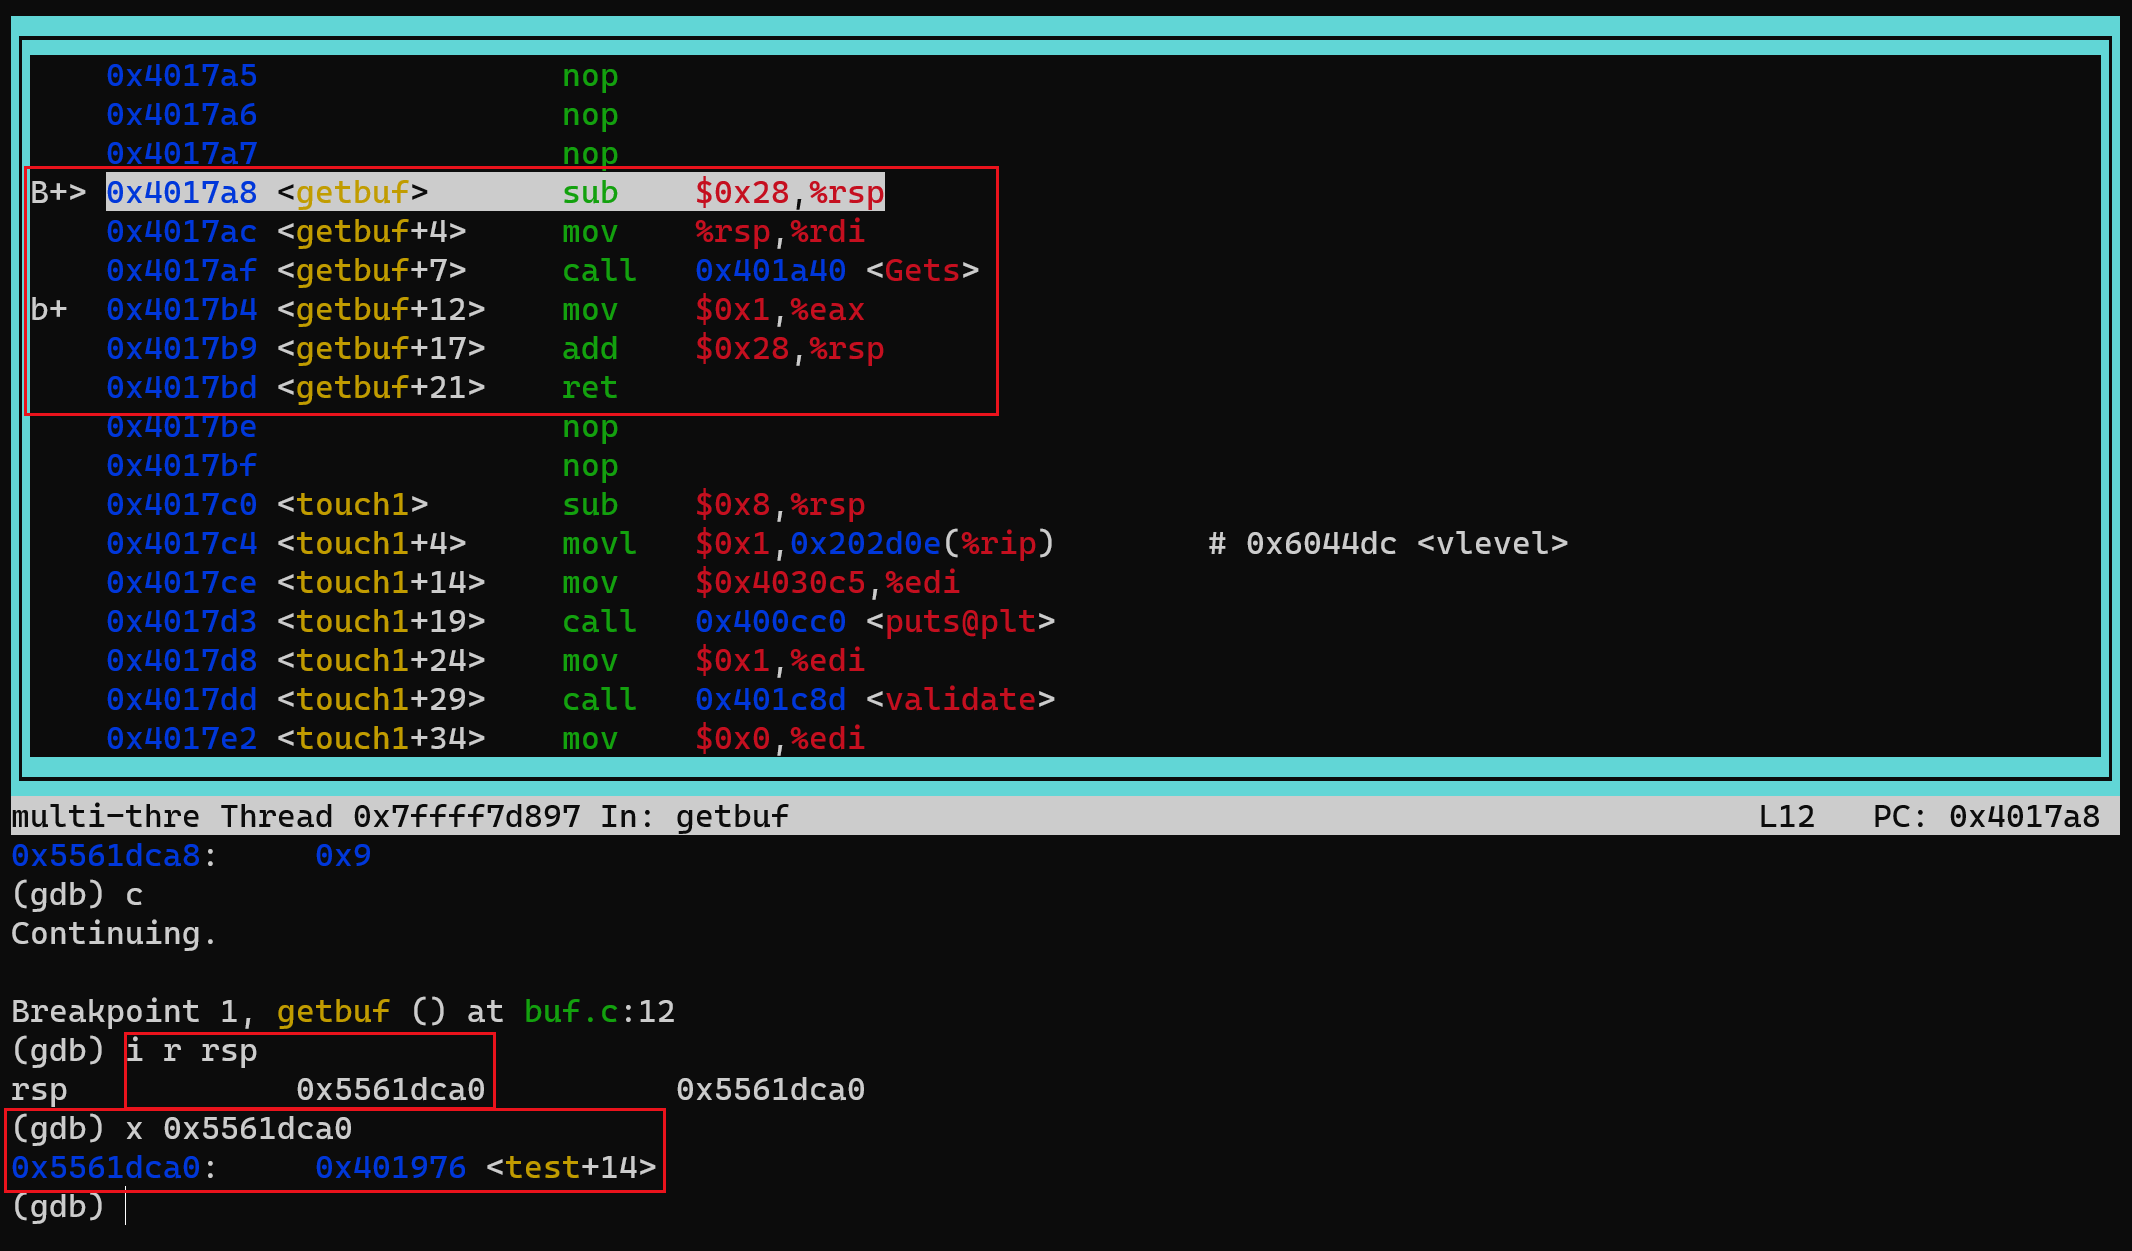 0x4017a5 nop
0x4017a6 nop
0x4017a7 nop
B+> 0x4017a8 <getbuf> sub $0x28,%rsp
0x4017ac <getbuf+4> mov %rsp,%rdi
0x4017af <getbuf+7> call 0x401a40 <Gets>
b+ 0x4017b4 <getbuf+12> mov $0x1,%eax
0x4017b9 <getbuf+17> add $0x28,%rsp
0x4017bd <getbuf+21> ret
0x4017be nop
0x4017bf nop
0x4017c0 <touch1> sub $0x8,%rsp
0x4017c4 <touch1+4> movl $0x1,0x202d0e(%rip) # 0x6044dc <vlevel>
0x4017ce <touch1+14> mov $0x4030c5,%edi
0x4017d3 <touch1+19> call 0x400cc0 <puts@plt>
0x4017d8 <touch1+24> mov $0x1,%edi
0x4017dd <touch1+29> call 0x401c8d <validate>
0x4017e2 <touch1+34> mov $0x0,%edi
multi-thre Thread 0x7ffff7d897 In: getbuf L12 PC: 0x4017a8
0x5561dca8: 0x9
(gdb) c
Continuing.
Breakpoint 1, getbuf () at buf.c:12
(gdb) i r rsp
rsp 0x5561dca0 0x5561dca0
(gdb) x 0x5561dca0
0x5561dca0: 0x401976 <test+14>
(gdb)